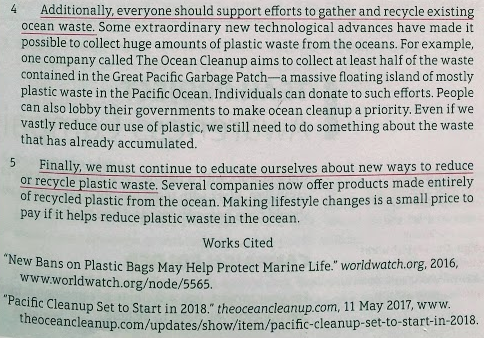 4 Additionally, everyone should support efforts to gather and recycle existing
ocean waste. Some extraordinary new technological advances have made it
possible to collect huge amounts of plastic waste from the oceans. For example,
one company called The Ocean Cleanup aims to collect at least half of the waste
contained in the Great Pacific Garbage Patch—a massive floating island of mostly
plastic waste in the Pacific Ocean. Individuals can donate to such efforts. People
can also lobby their governments to make ocean cleanup a priority. Even if we
vastly reduce our use of plastic, we still need to do something about the waste
that has already accumulated.
5 Finally, we must continue to educate ourselves about new ways to reduce
or recycle plastic waste. Several companies now offer products made entirely
of recycled plastic from the ocean. Making lifestyle changes is a small price to
pay if it helps reduce plastic waste in the ocean.
Works Cited
“New Bans on Plastic Bags May Help Protect Marine Life.” worldwatch.org, 2016,
www.worldwatch.org/node/5565.
“Pacific Cleanup Set to Start in 2018.” theoceancleanup.com, 11 May 2017, www.
theoceancleanup.com/updates/show/item/pacific-cleanup-set-to-start-in-2018.